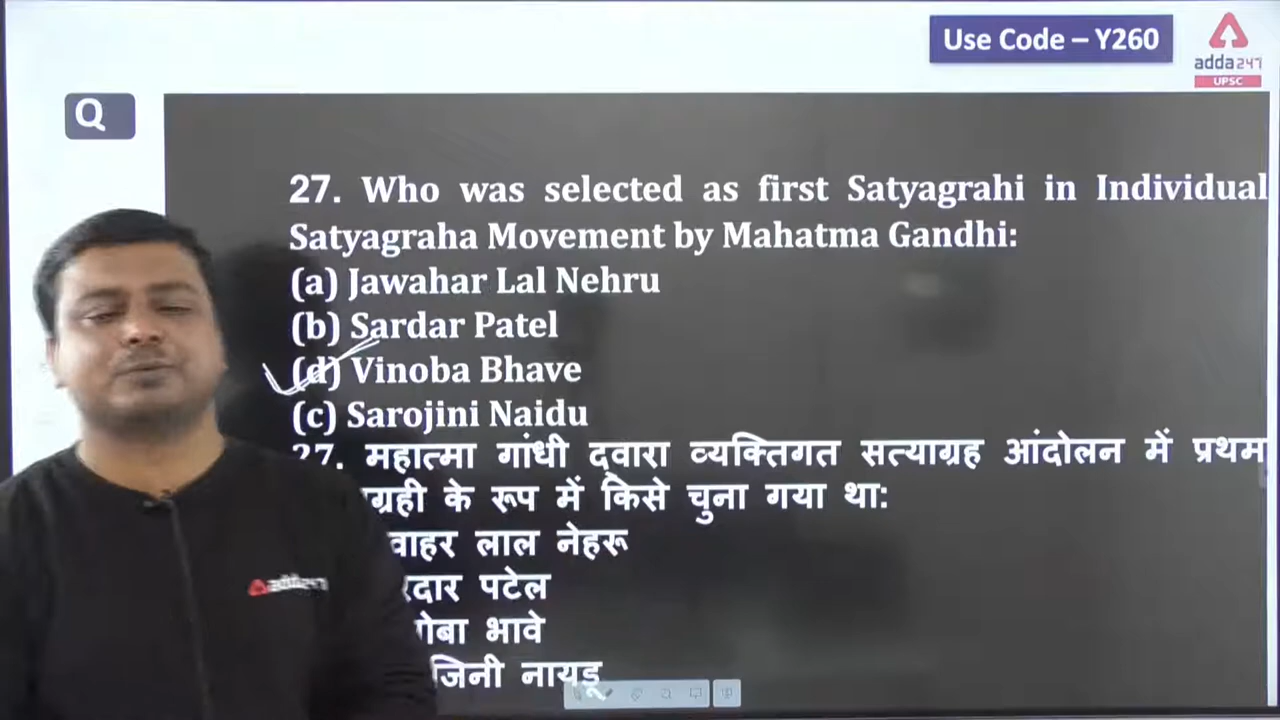 Use Code – Y260
adda247
UPSC
Q
27. Who was selected as first Satyagrahi in Individual
Satyagraha Movement by Mahatma Gandhi:
(a) Jawahar Lal Nehru
(b) Sardar Patel
(d) Vinoba Bhave
(c) Sarojini Naidu
27. महात्मा गांधी द्वारा व्यक्तिगत सत्याग्रह आंदोलन में प्रथम
ग्रही के रूप में किसे चुना गया था:
वाहर लाल नेहरू
रदार पटेल
ोबा भावे
जिनी नायडू
adda247